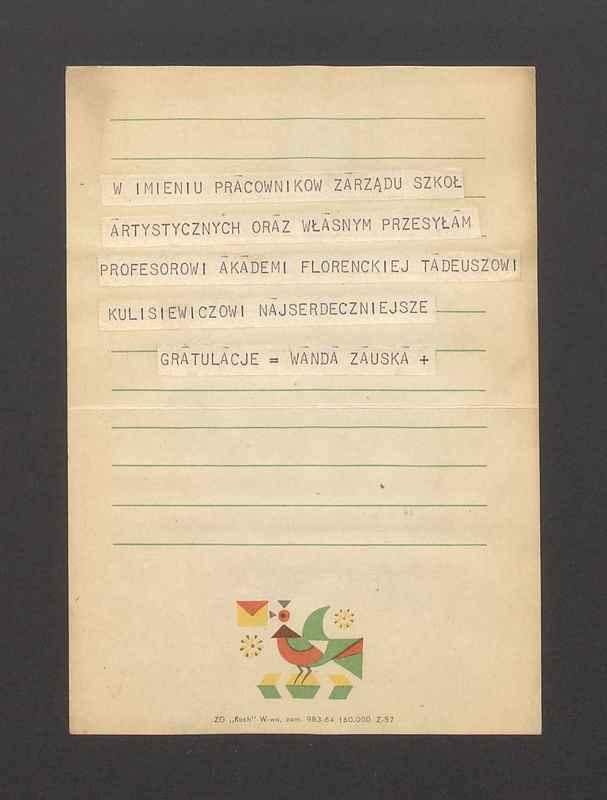 W IMIENIU PRACOWNIKOW ZARZĄDU SZKOŁ
ARTYSTYCZNYCH ORAZ WŁASNYM PRZESYŁAM
PROFESOROWI AKADEMI FLORENCKIEJ TADEUSZOWI
KULISIEWICZOWI NAJSERDECZNIEJSZE
GRATULACJE = WANDA ZAUSKA +
ZG „Ruch” W-wa, zam. 983-64 160.000 Z-57